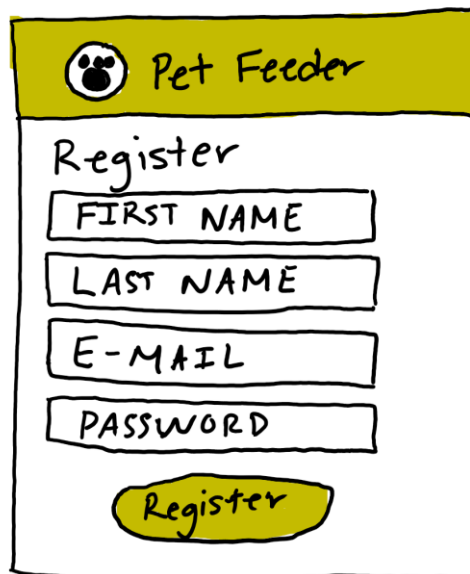 Pet Feeder
Register
FIRST NAME
LAST NAME
E-MAIL
PASSWORD
Register